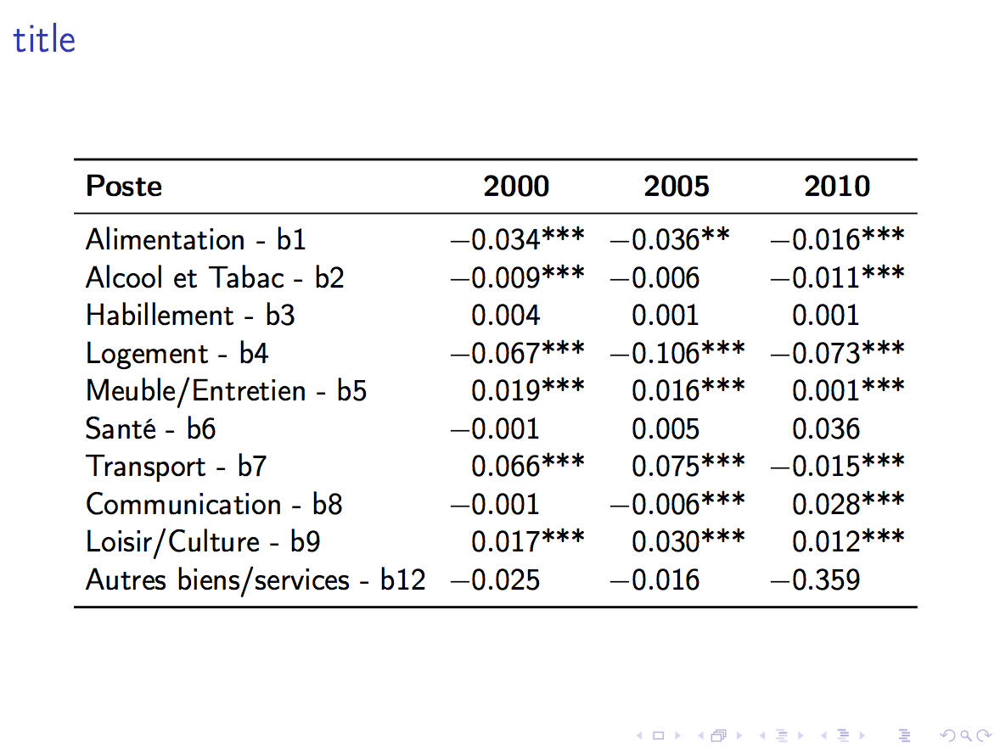 title
Poste 2000 2005 2010
Alimentation - b1 −0.034*** −0.036** −0.016***
Alcool et Tabac - b2 −0.009*** −0.006 −0.011***
Habillement - b3 0.004 0.001 0.001
Logement - b4 −0.067*** −0.106*** −0.073***
Meuble/Entretien - b5 0.019*** 0.016*** 0.001***
Santé - b6 −0.001 0.005 0.036
Transport - b7 0.066*** 0.075*** −0.015***
Communication - b8 −0.001 −0.006*** 0.028***
Loisir/Culture - b9 0.017*** 0.030*** 0.012***
Autres biens/services - b12 −0.025 −0.016 −0.359